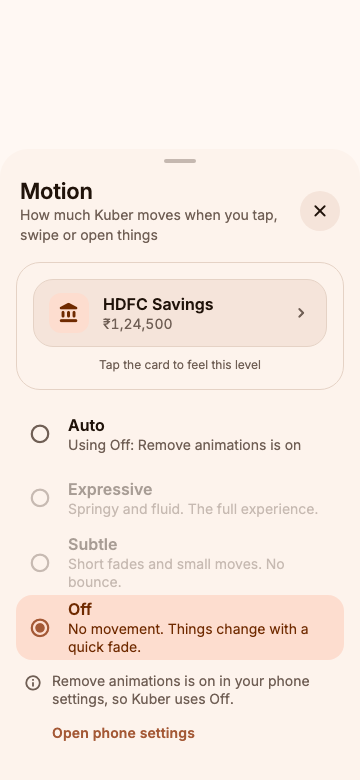 Motion
How much Kuber moves when you tap,
swipe or open things
HDFC Savings
₹1,24,500
Tap the card to feel this level
Auto
Using Off: Remove animations is on
Expressive
Springy and fluid. The full experience.
Subtle
Short fades and small moves. No
bounce.
Off
No movement. Things change with a
quick fade.
Remove animations is on in your phone
settings, so Kuber uses Off.
Open phone settings